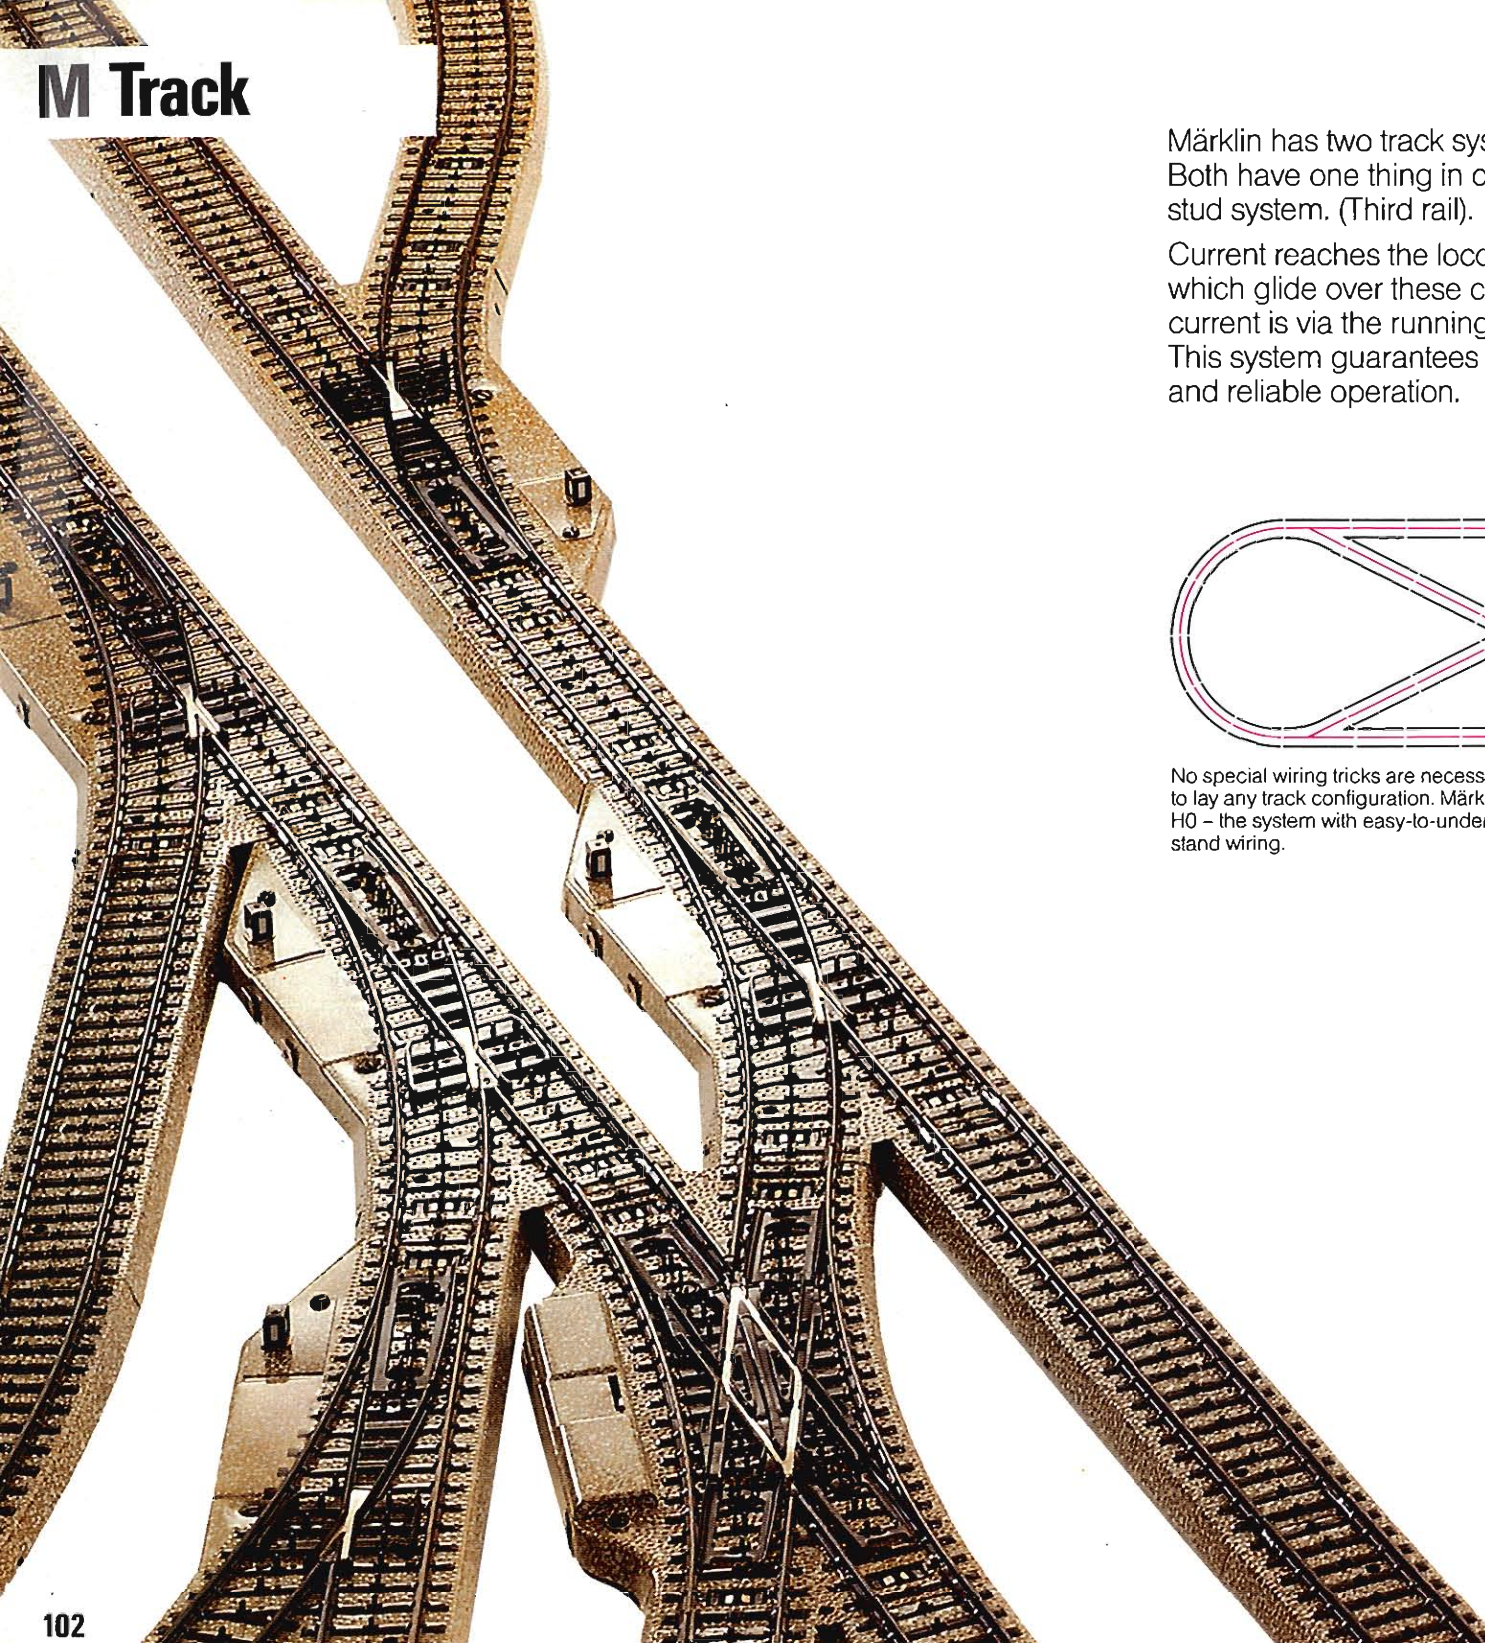 M Track
Märklin has two track sys
Both have one thing in c
stud system. (Third rail).
Current reaches the loco
which glide over these c
current is via the running
This system guarantees
and reliable operation.
No special wiring tricks are necess
to lay any track configuration. Märk
H0 – the system with easy-to-under
stand wiring.
102